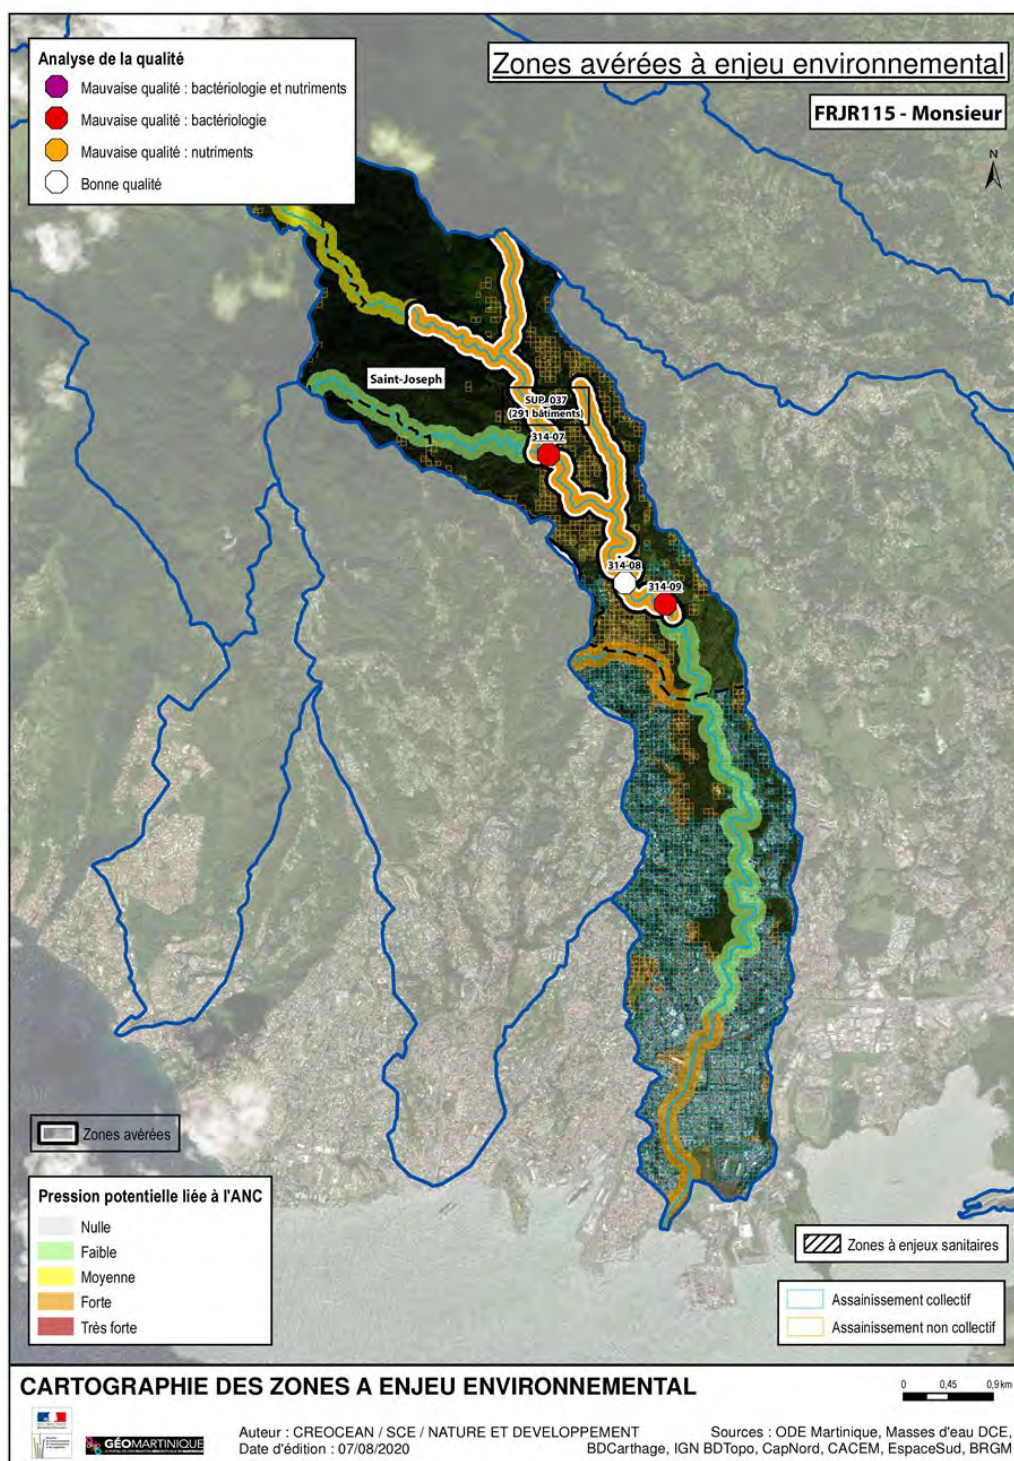 Analyse de la qualité
Mauvaise qualité : bactériologie et nutriments
Mauvaise qualité : bactériologie
Mauvaise qualité : nutriments
Bonne qualité
Zones avérées à enjeu environnemental
FRJR115 - Monsieur
N
Saint-Joseph
SUP_037
(291 bâtiments)
314-07
314-08
314-09
Zones avérées
Pression potentielle liée à l'ANC
Nulle
Faible
Moyenne
Forte
Très forte
Zones à enjeux sanitaires
Assainissement collectif
Assainissement non collectif
CARTOGRAPHIE DES ZONES A ENJEU ENVIRONNEMENTAL
0 0,45 0,9 km
GÉOMARTINIQUE
Auteur : CREOCEAN / SCE / NATURE ET DEVELOPPEMENT
Date d'édition : 07/08/2020
Sources : ODE Martinique, Masses d'eau DCE,
BDCarthage, IGN BDTopo, CapNord, CACEM, EspaceSud, BRGM